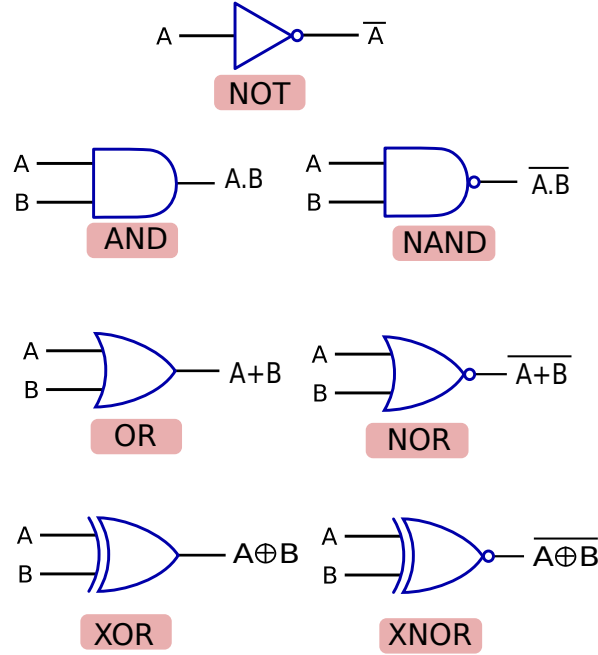 A A̅
NOT
A
B A.B
A
B A̅.̅B̅
AND
NAND
A
B A+B
A
B A̅+̅B̅
OR
NOR
A
B A⊕B
A
B A̅⊕̅B̅
XOR
XNOR